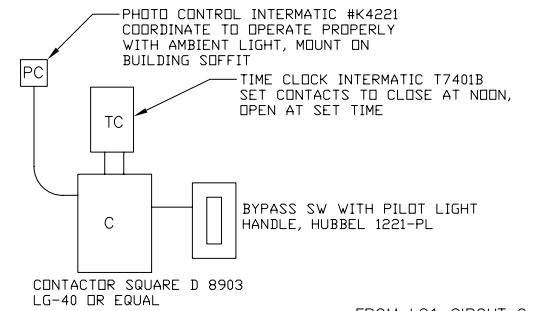 PHOTO CONTROL INTERMATIC #K4221
COORDINATE TO OPERATE PROPERLY
WITH AMBIENT LIGHT, MOUNT ON
BUILDING SOFFIT
PC
TIME CLOCK INTERMATIC T7401B
SET CONTACTS TO CLOSE AT NOON,
OPEN AT SET TIME
TC
C
BYPASS SW WITH PILOT LIGHT
HANDLE, HUBBEL 1221-PL
CONTACTOR SQUARE D 8903
LG-40 OR EQUAL